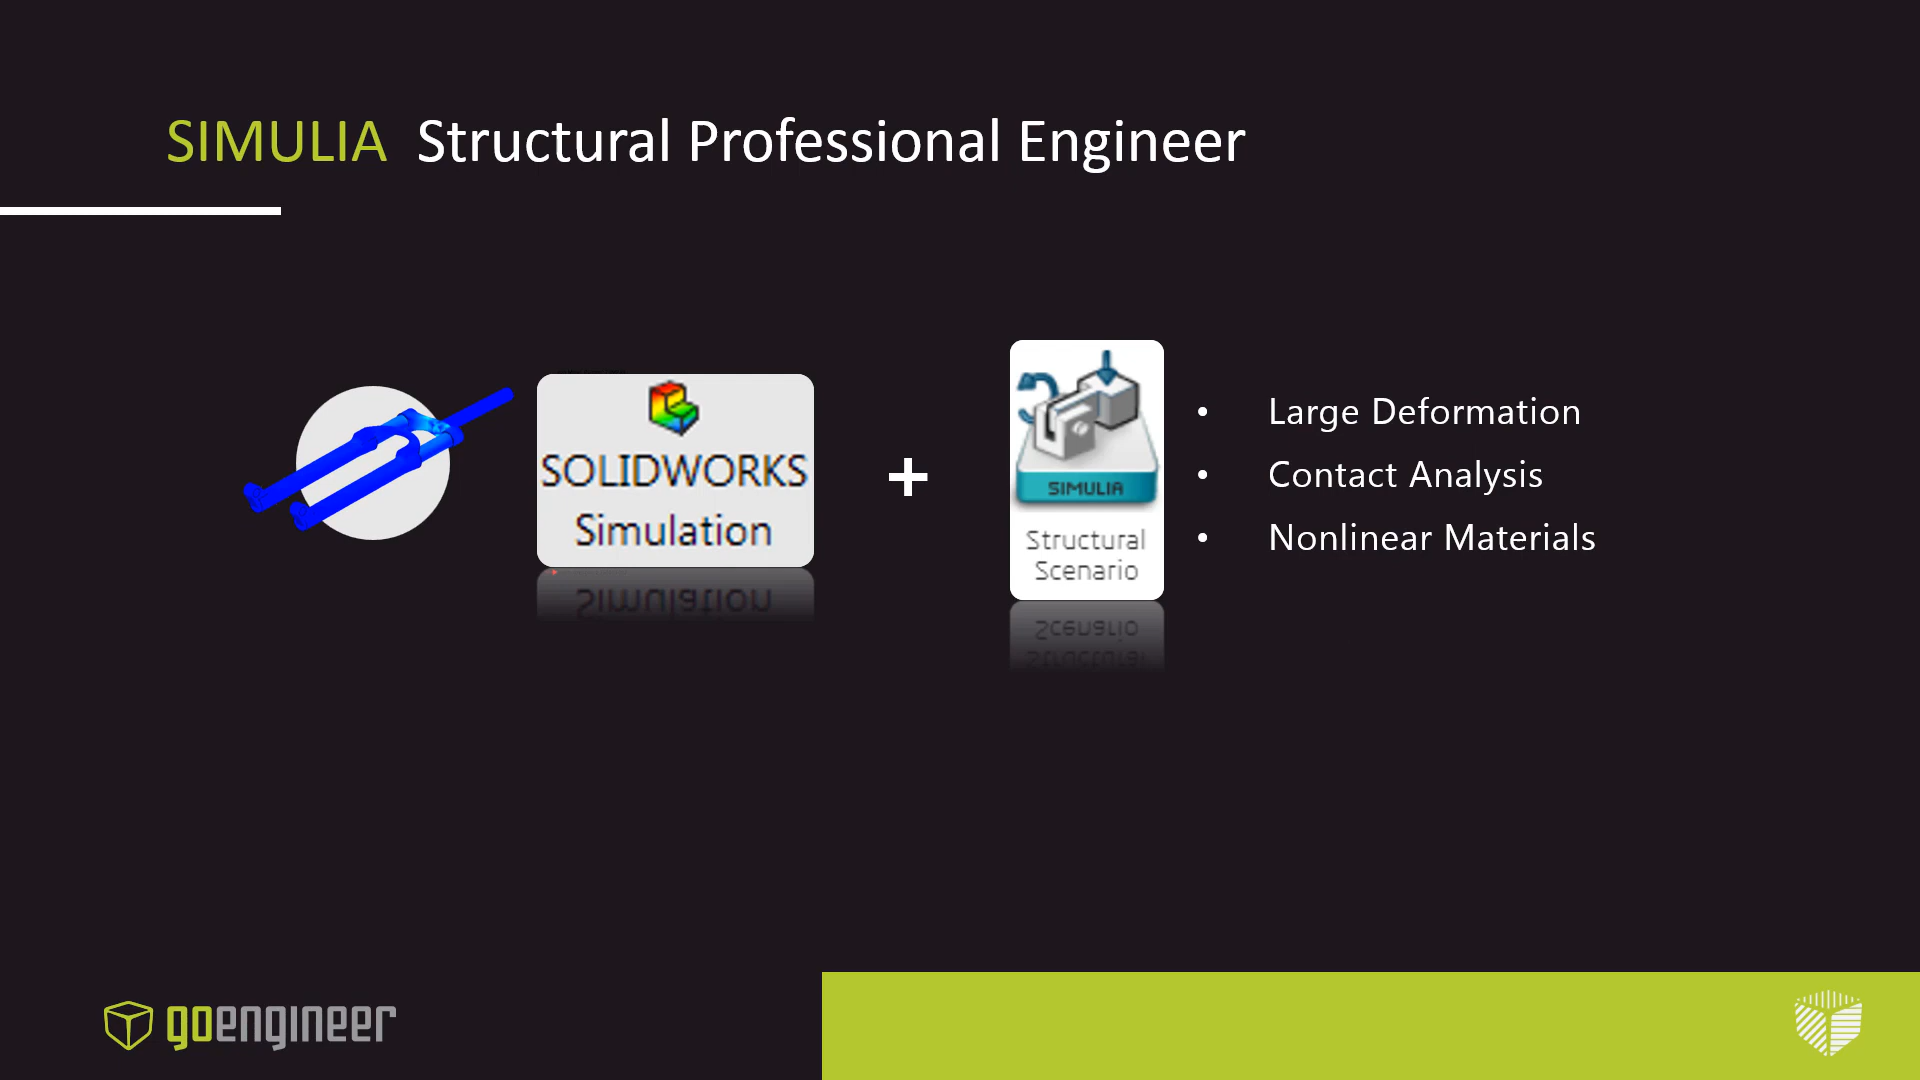 SIMULIA Structural Professional Engineer
SOLIDWORKS
Simulation
+
SIMULIA
Structural
Scenario
• Large Deformation
• Contact Analysis
• Nonlinear Materials
goengineer